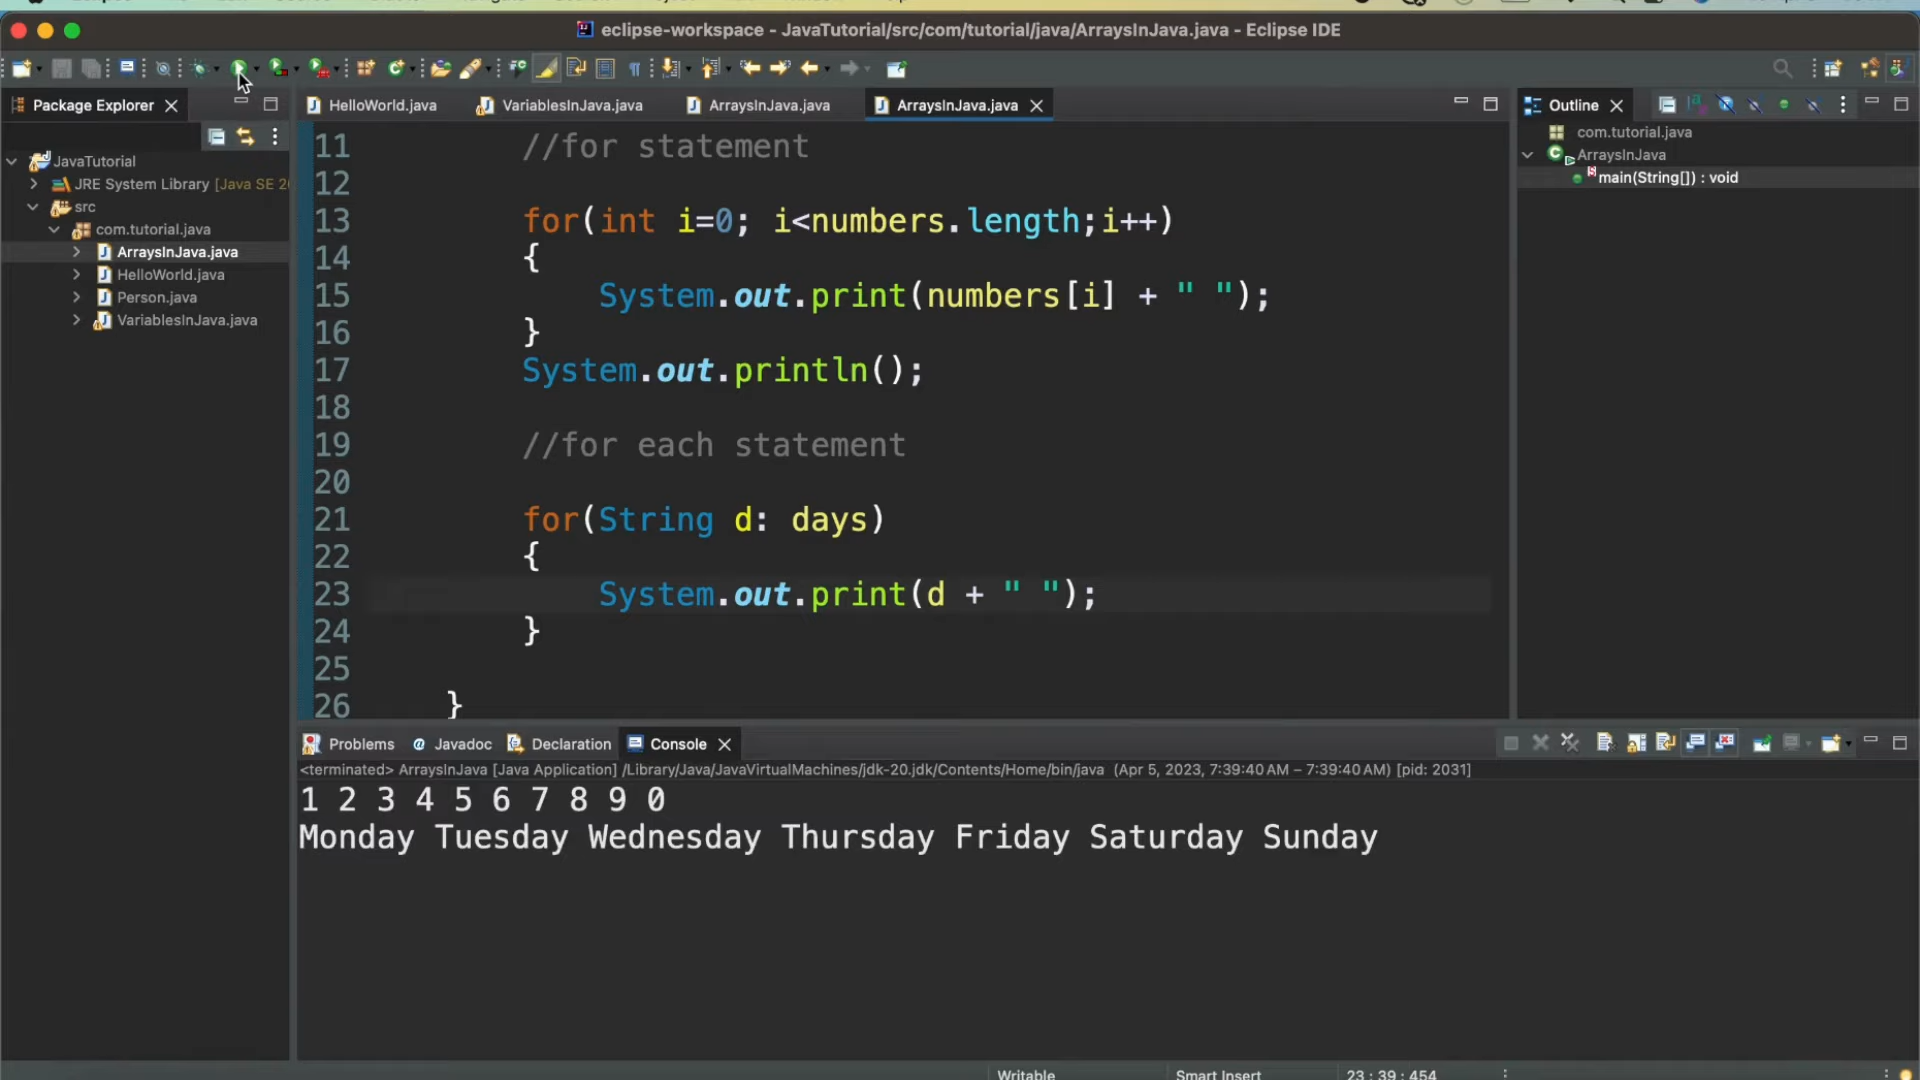 eclipse-workspace - JavaTutorial/src/com/tutorial/java/ArraysInJava.java - Eclipse IDE
Package Explorer
HelloWorld.java
VariablesInJava.java
ArraysInJava.java
ArraysInJava.java
Outline
JavaTutorial
JRE System Library [Java SE 20
src
com.tutorial.java
ArraysInJava.java
HelloWorld.java
Person.java
VariablesInJava.java
11 //for statement
12
13 for(int i=0; i<numbers.length;i++)
14 {
15 System.out.print(numbers[i] + " ");
16 }
17 System.out.println();
18
19 //for each statement
20
21 for(String d: days)
22 {
23 System.out.print(d + " ");
24 }
25
26 }
com.tutorial.java
ArraysInJava
main(String[]) : void
Problems
@ Javadoc
Declaration
Console
<terminated> ArraysInJava [Java Application] /Library/Java/JavaVirtualMachines/jdk-20.jdk/Contents/Home/bin/java (Apr 5, 2023, 7:39:40 AM – 7:39:40 AM) [pid: 2031]
1 2 3 4 5 6 7 8 9 0
Monday Tuesday Wednesday Thursday Friday Saturday Sunday
Writable
Smart Insert
23 : 39 : 454